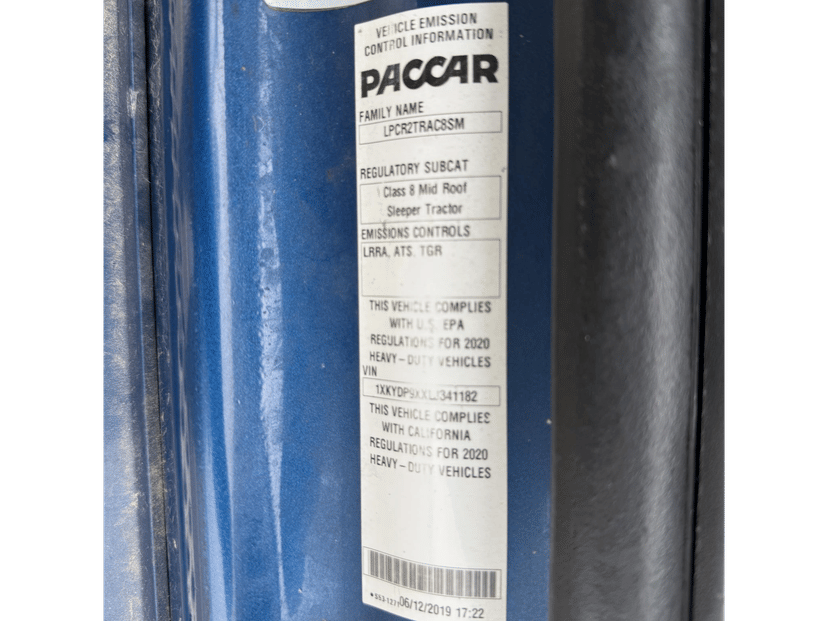 VEHICLE EMISSION
CONTROL INFORMATION
PACCAR
FAMILY NAME
LPCR2TRAC8SM
REGULATORY SUBCAT
Class 8 Mid Roof
Sleeper Tractor
EMISSIONS CONTROLS
LRRA, ATS, TGR
THIS VEHICLE COMPLIES
WITH U.S. EPA
REGULATIONS FOR 2020
HEAVY-DUTY VEHICLES
VIN
THIS VEHICLE COMPLIES
WITH CALIFORNIA
REGULATIONS FOR 2020
HEAVY-DUTY VEHICLES
06/12/2019 17:22